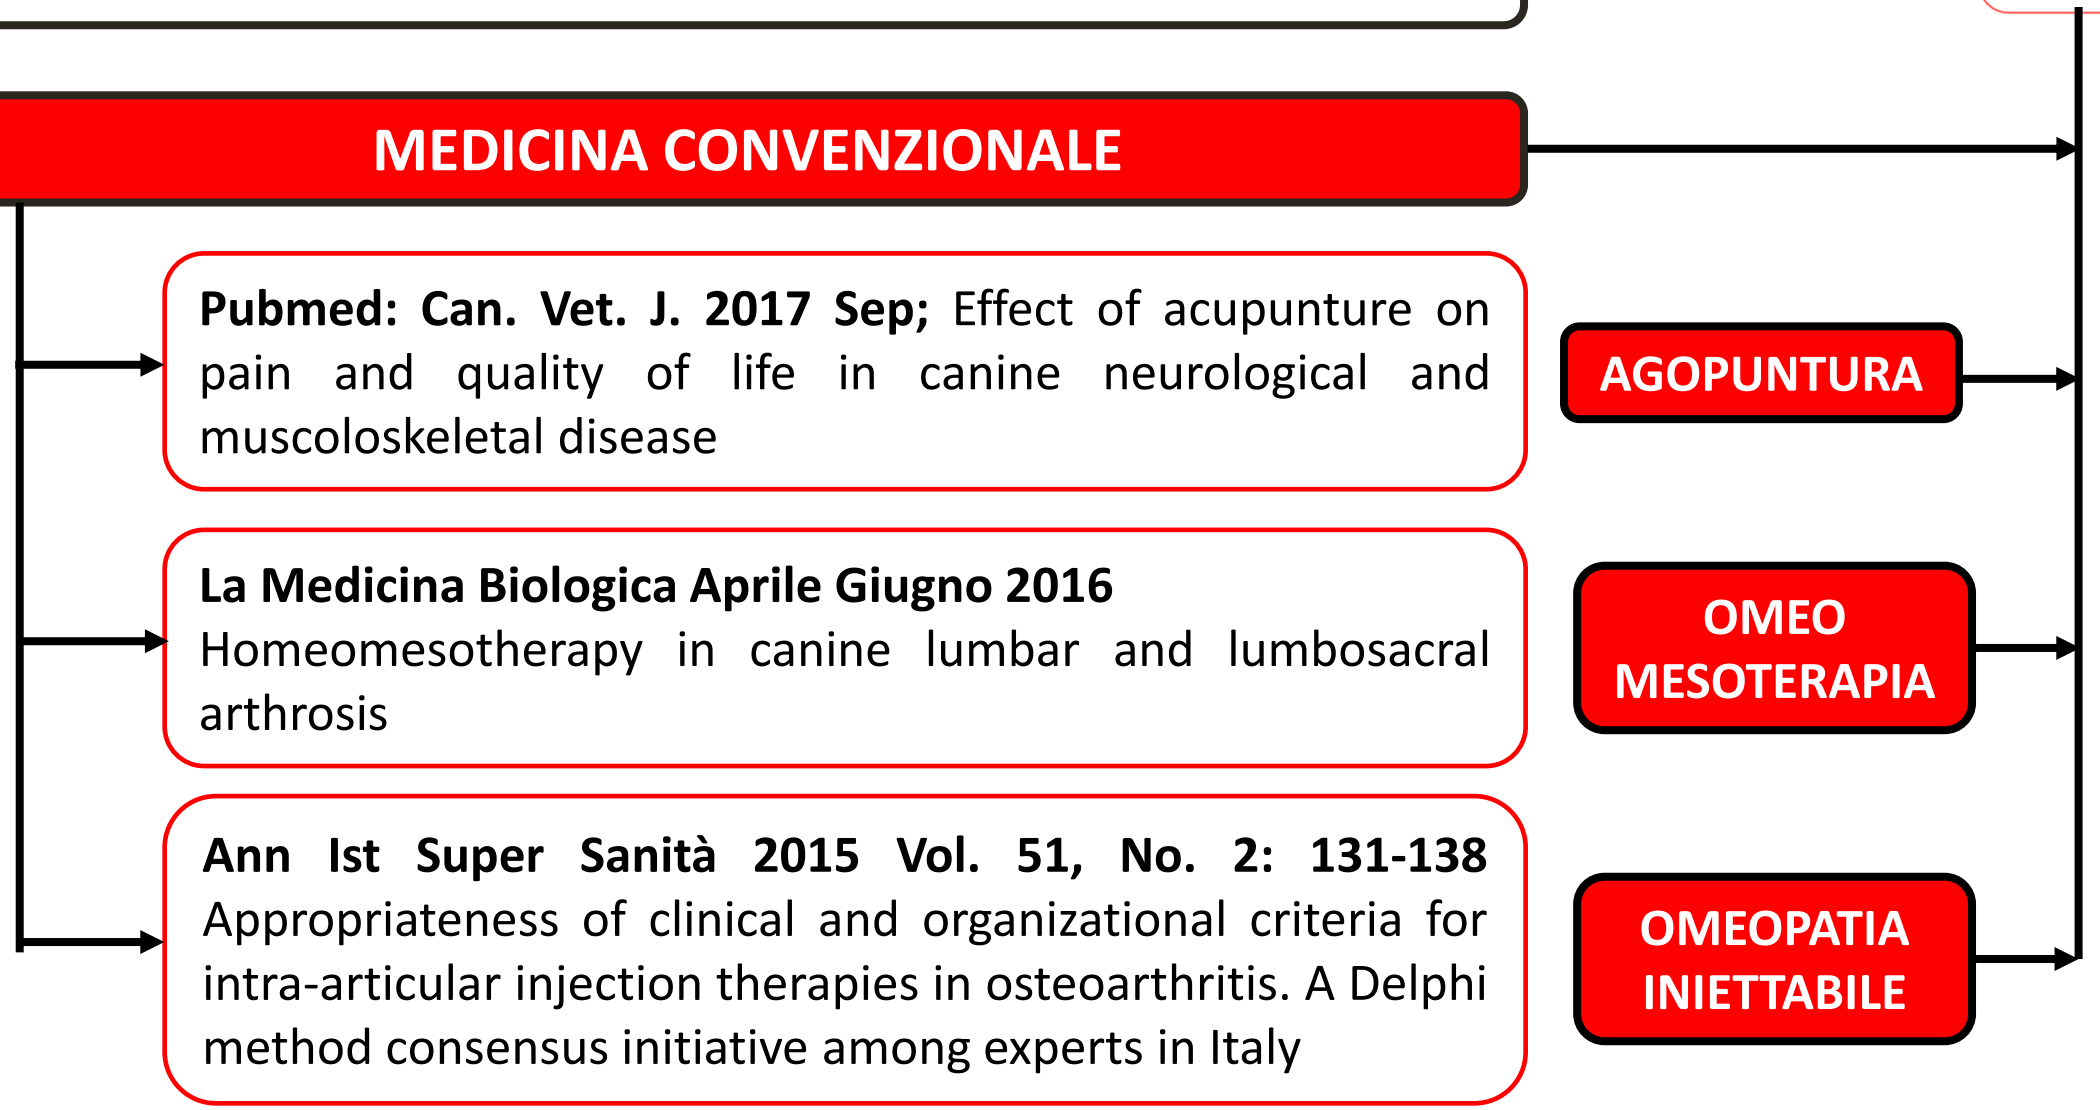 MEDICINA CONVENZIONALE
Pubmed: Can. Vet. J. 2017 Sep; Effect of acupunture on
pain and quality of life in canine neurological and
muscoloskeletal disease
AGOPUNTURA
La Medicina Biologica Aprile Giugno 2016
Homeomesotherapy in canine lumbar and lumbosacral
arthrosis
OMEO
MESOTERAPIA
Ann Ist Super Sanità 2015 Vol. 51, No. 2: 131-138
Appropriateness of clinical and organizational criteria for
intra-articular injection therapies in osteoarthritis. A Delphi
method consensus initiative among experts in Italy
OMEOPATIA
INIETTABILE